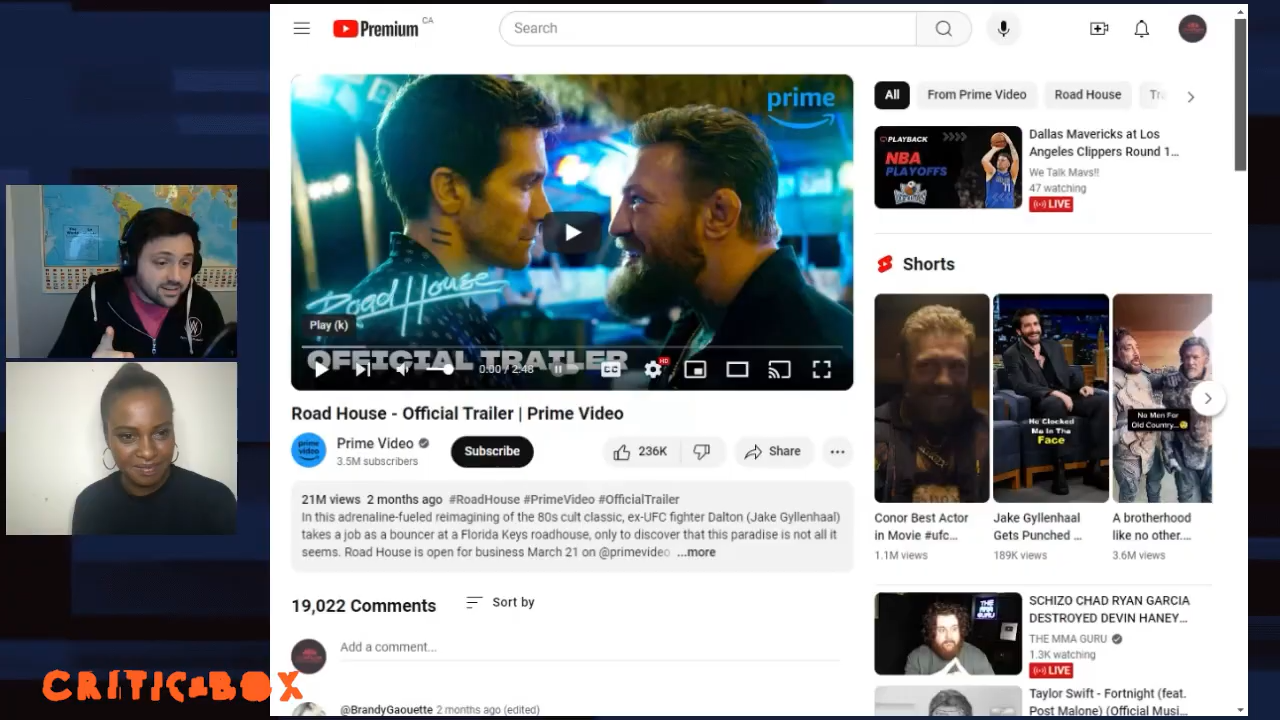 Premium CA
Search
prime
Road House
Play (k)
OFFICIAL TRAILER
0:00 / 2:48
CC
HD
Road House - Official Trailer | Prime Video
prime video
Prime Video
3.5M subscribers
Subscribe
236K
Share
21M views 2 months ago #RoadHouse #PrimeVideo #OfficialTrailer
In this adrenaline-fueled reimagining of the 80s cult classic, ex-UFC fighter Dalton (Jake Gyllenhaal)
takes a job as a bouncer at a Florida Keys roadhouse, only to discover that this paradise is not all it
seems. Road House is open for business March 21 on @primevideo ...more
19,022 Comments
Sort by
Add a comment...
@BrandyGaouette 2 months ago (edited)
All
From Prime Video
Road House
PLAYBACK
NBA
PLAYOFFS
Dallas Mavericks at Los
Angeles Clippers Round 1...
We Talk Mavs!!
47 watching
LIVE
Shorts
He Clocked
Me In The
Face
No Men For
Old Country...
Conor Best Actor
in Movie #ufc...
1.1M views
Jake Gyllenhaal
Gets Punched ...
189K views
A brotherhood
like no other....
3.6M views
THE
MMA
GURU
SCHIZO CHAD RYAN GARCIA
DESTROYED DEVIN HANEY...
THE MMA GURU
1.3K watching
LIVE
Taylor Swift - Fortnight (feat.
Post Malone) (Official Musi...
W
CRITICBOX